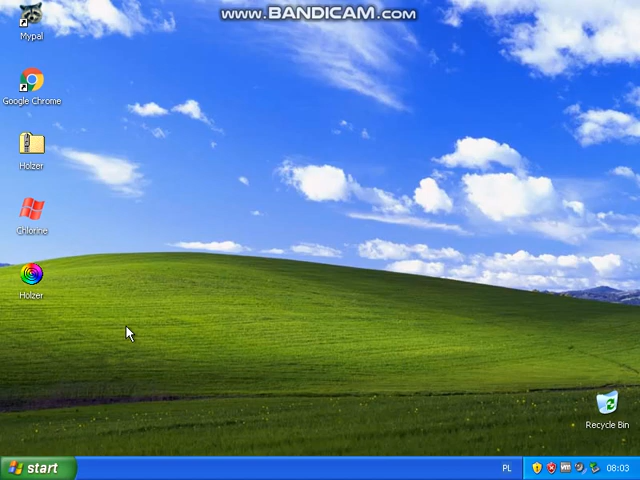 www.BANDICAM.com
Mypal
Google Chrome
Holzer
Chlorine
Holzer
Recycle Bin
start
PL
08:03